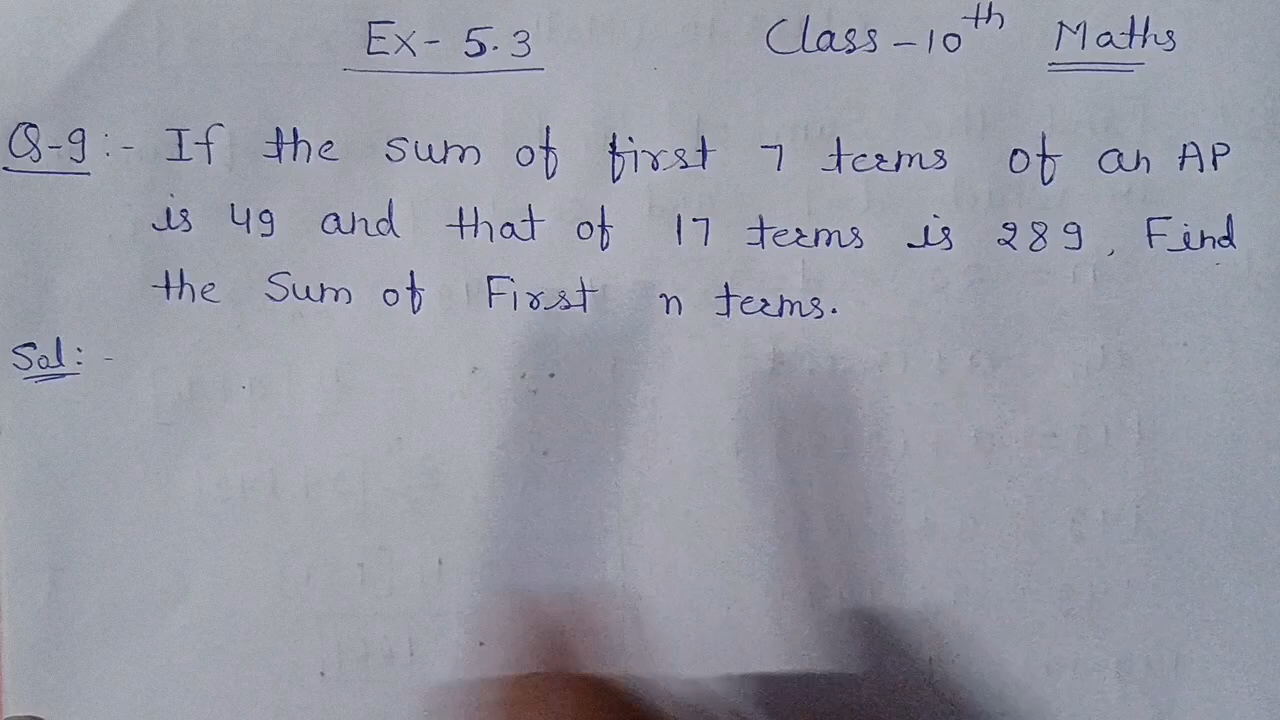 Ex- 5.3 Class - 10th Maths
Q-9:- If the sum of first 7 terms of an AP
is 49 and that of 17 terms is 289, Find
the Sum of First n terms.
Sol:-